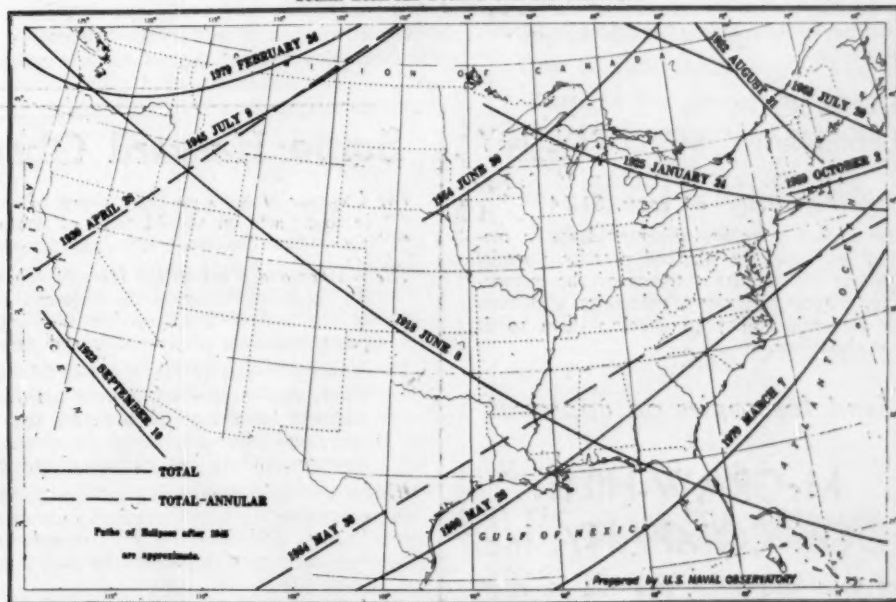 1979 FEBRUARY 26
DOMINION OF CANADA
1932 AUGUST 31
1963 JULY 20
1945 JULY 9
1959 OCTOBER 2
1954 JUNE 30
1925 JANUARY 24
1930 APRIL 28
PACIFIC OCEAN
1918 JUNE 8
ATLANTIC OCEAN
1923 SEPTEMBER 10
1970 MARCH 7
TOTAL
TOTAL-ANNULAR
1984 MAY 30
1900 MAY 28
GULF OF MEXICO
Paths of Eclipses after
are approximate.
Prepared by U.S. NAVAL OBSERVATORY